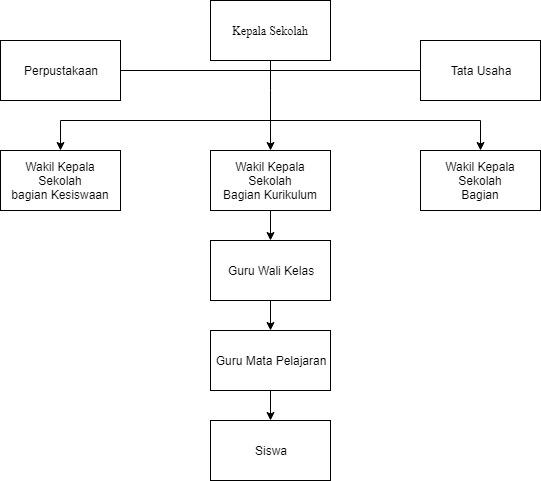 Kepala Sekolah
Perpustakaan
Tata Usaha
Wakil Kepala
Sekolah
bagian Kesiswaan
Wakil Kepala
Sekolah
Bagian Kurikulum
Wakil Kepala
Sekolah
Bagian
Guru Wali Kelas
Guru Mata Pelajaran
Siswa